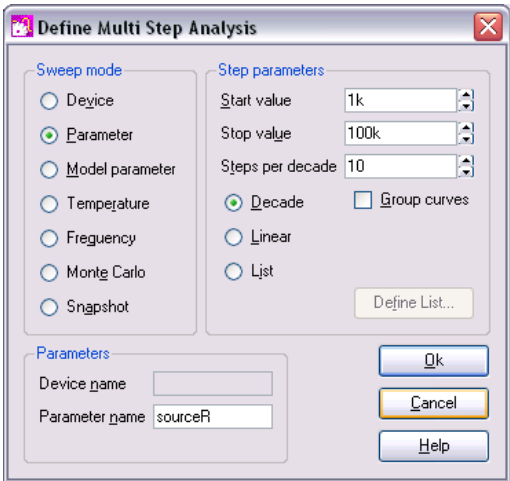 Define Multi Step Analysis
Sweep mode
Device
Parameter
Model parameter
Temperature
Freguency
Monte Carlo
Snapshot
Step parameters
Start value 1k
Stop value 100k
Steps per decade 10
Decade Group curves
Linear
List
Define List...
Parameters
Device name
Parameter name sourceR
Ok
Cancel
Help